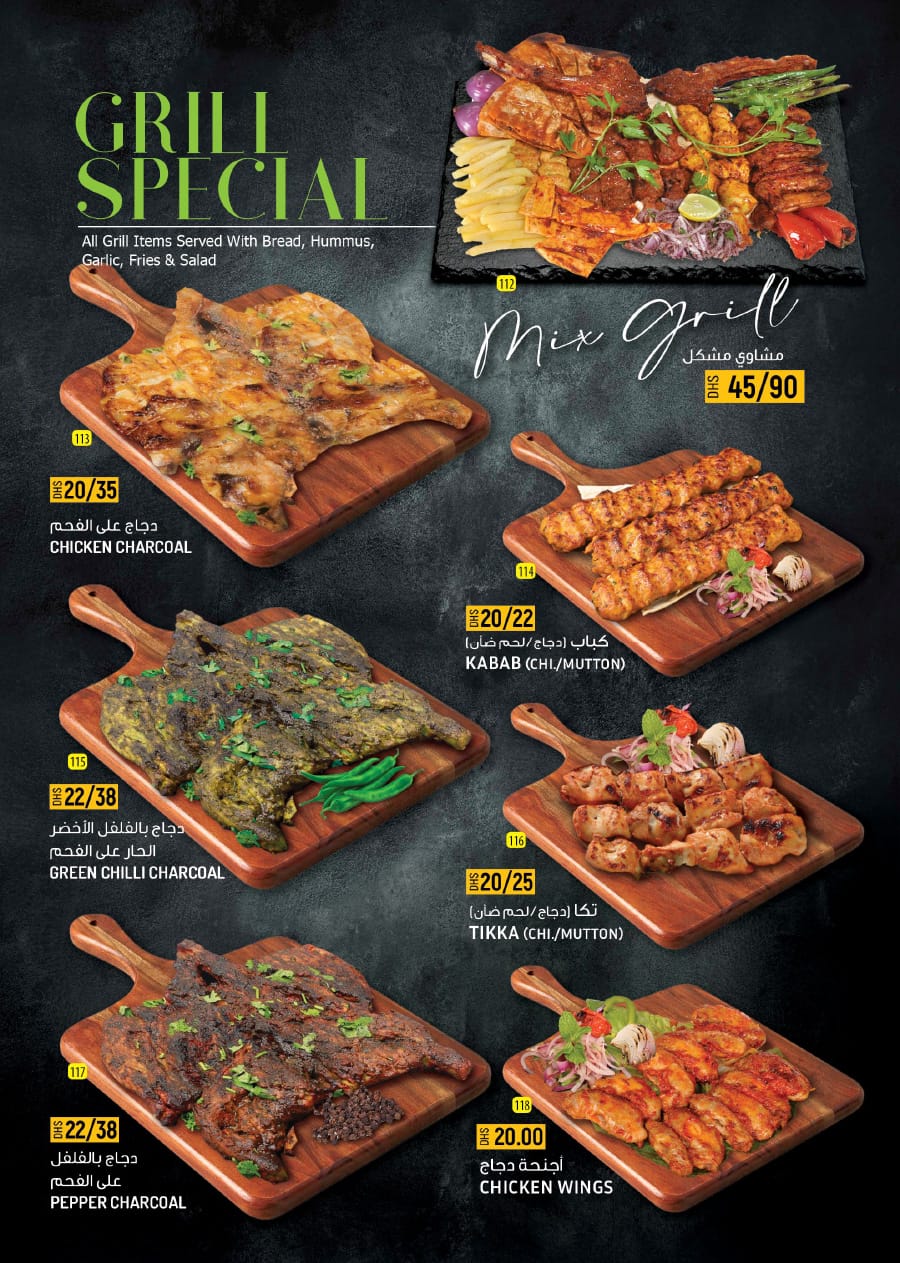 GRILL
SPECIAL
All Grill Items Served With Bread, Hummus,
Garlic, Fries & Salad
112
Mix Grill
مشاوي مشكل
DHS 45/90
113
DHS 20/35
دجاج على الفحم
CHICKEN CHARCOAL
114
DHS 20/22
كباب (دجاج/لحم ضأن)
KABAB (CHI./MUTTON)
115
DHS 22/38
دجاج بالفلفل الأخضر
الحار على الفحم
GREEN CHILLI CHARCOAL
116
DHS 20/25
تكا (دجاج/لحم ضأن)
TIKKA (CHI./MUTTON)
117
DHS 22/38
دجاج بالفلفل
على الفحم
PEPPER CHARCOAL
118
DHS 20.00
أجنحة دجاج
CHICKEN WINGS